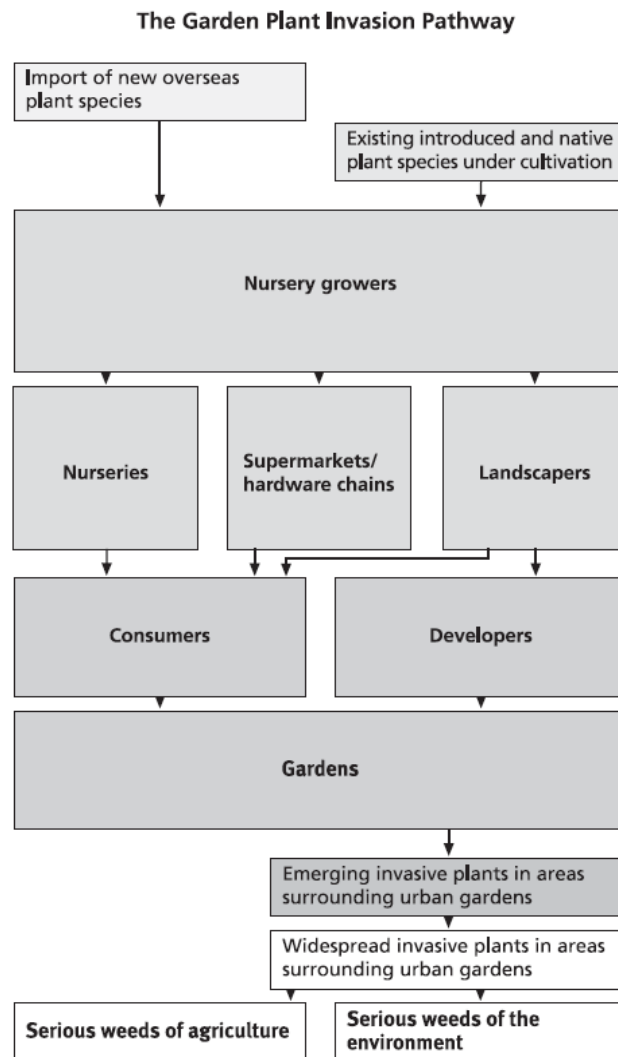 The Garden Plant Invasion Pathway
Import of new overseas
plant species
Existing introduced and native
plant species under cultivation
Nursery growers
Nurseries
Supermarkets/
hardware chains
Landscapers
Consumers
Developers
Gardens
Emerging invasive plants in areas
surrounding urban gardens
Widespread invasive plants in areas
surrounding urban gardens
Serious weeds of agriculture
Serious weeds of the
environment